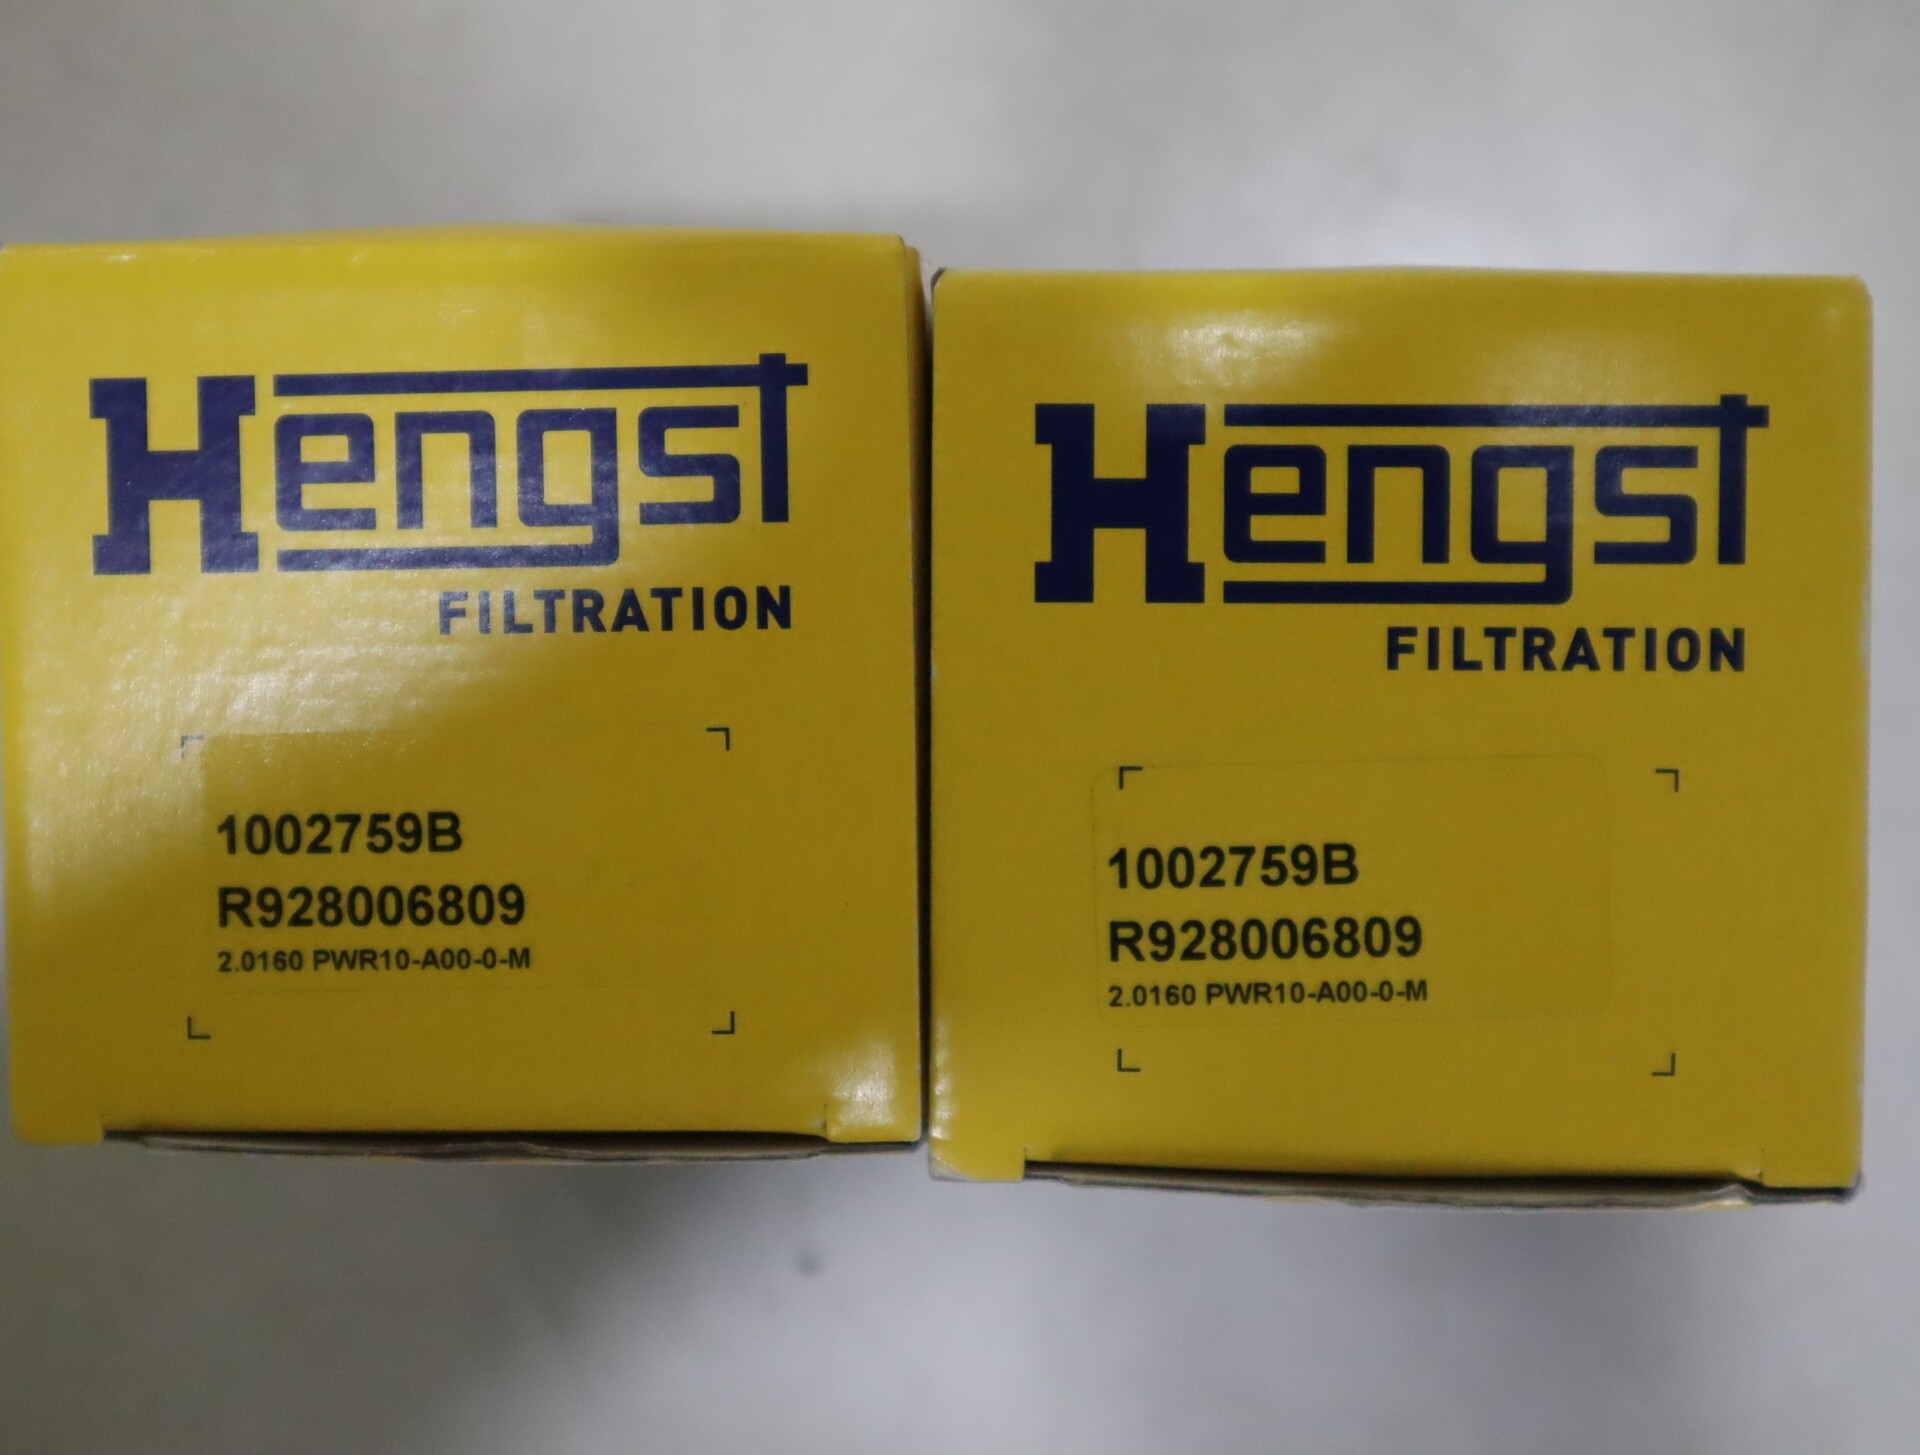 Hengst
FILTRATION
1002759B
R928006809
2.0160 PWR10-A00-0-M
Hengst
FILTRATION
1002759B
R928006809
2.0160 PWR10-A00-0-M